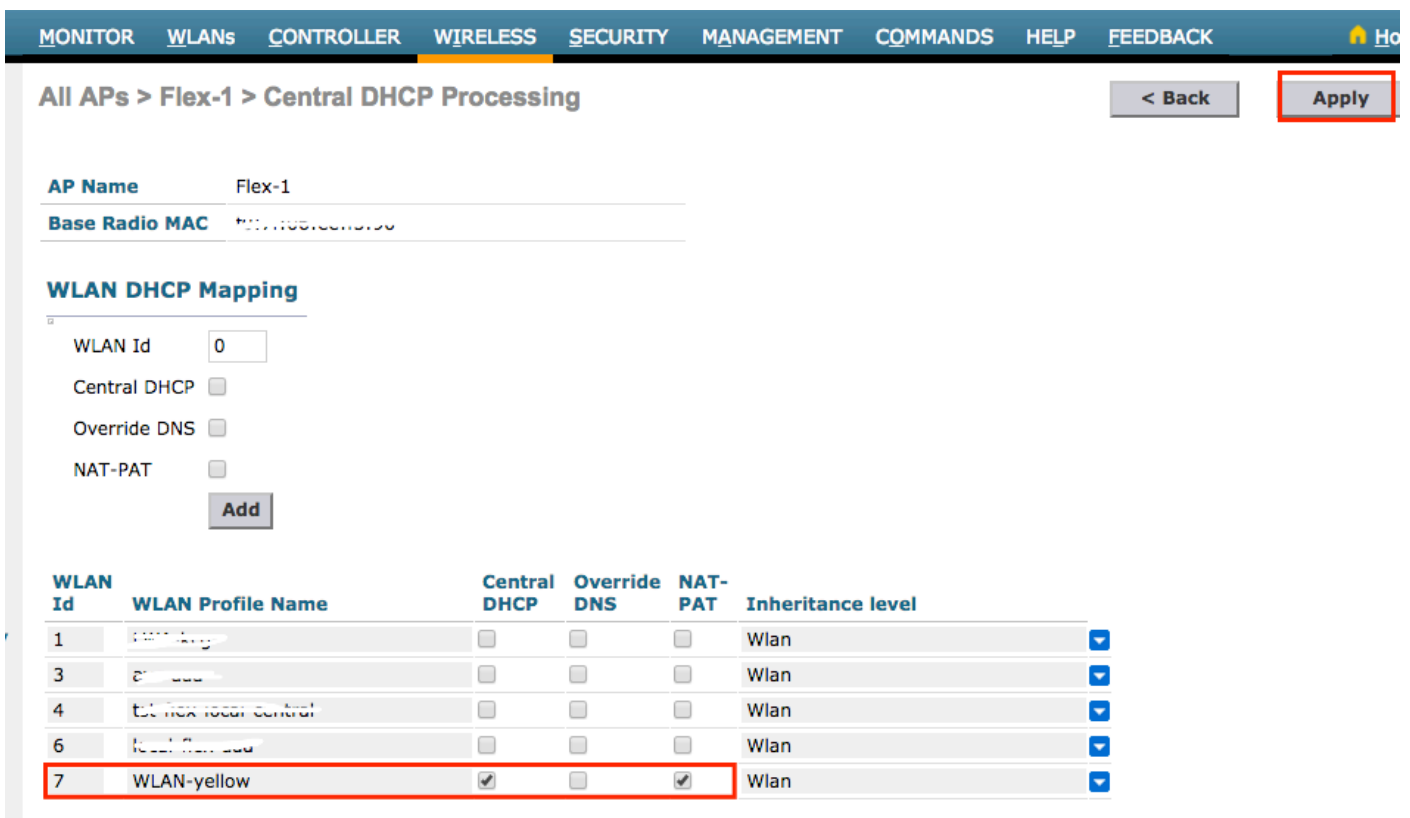 MONITOR WLANs CONTROLLER WIRELESS SECURITY MANAGEMENT COMMANDS HELP FEEDBACK Ho
All APs > Flex-1 > Central DHCP Processing < Back Apply
AP Name Flex-1
Base Radio MAC
WLAN DHCP Mapping
WLAN Id 0
Central DHCP
Override DNS
NAT-PAT
Add
WLAN Central Override NAT-
Id WLAN Profile Name DHCP DNS PAT Inheritance level
1 Wlan
3 Wlan
4 Wlan
6 Wlan
7 WLAN-yellow Wlan